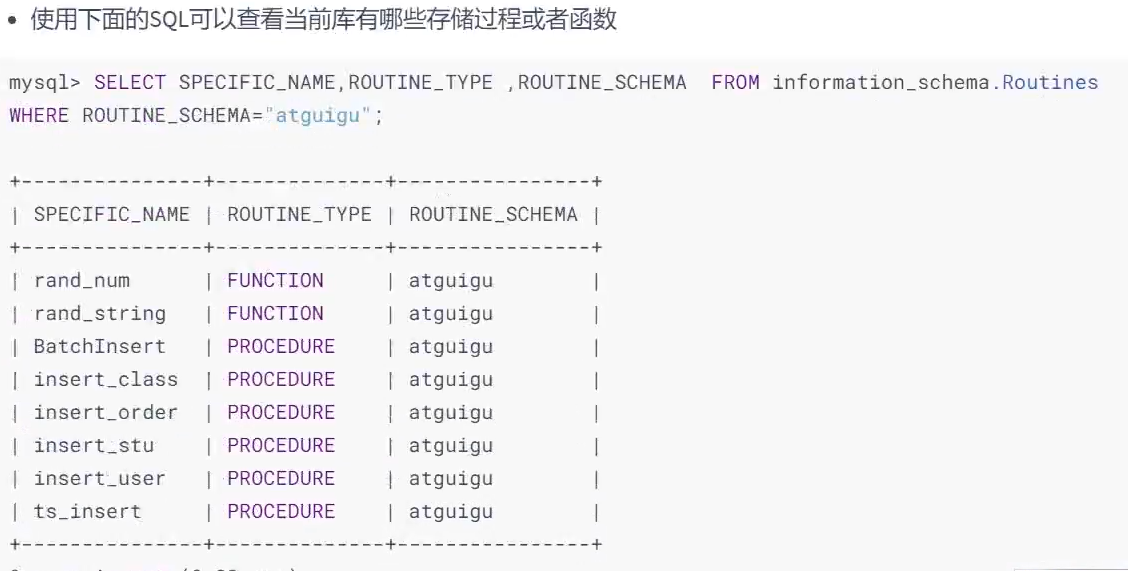 • 使用下面的SQL可以查看当前库有哪些存储过程或者函数
mysql> SELECT SPECIFIC_NAME,ROUTINE_TYPE ,ROUTINE_SCHEMA  FROM information_schema.Routines
WHERE ROUTINE_SCHEMA="atguigu";
+---------------+--------------+----------------+
| SPECIFIC_NAME | ROUTINE_TYPE | ROUTINE_SCHEMA |
+---------------+--------------+----------------+
| rand_num      | FUNCTION     | atguigu        |
| rand_string   | FUNCTION     | atguigu        |
| BatchInsert   | PROCEDURE    | atguigu        |
| insert_class  | PROCEDURE    | atguigu        |
| insert_order  | PROCEDURE    | atguigu        |
| insert_stu    | PROCEDURE    | atguigu        |
| insert_user   | PROCEDURE    | atguigu        |
| ts_insert     | PROCEDURE    | atguigu        |
+---------------+--------------+----------------+